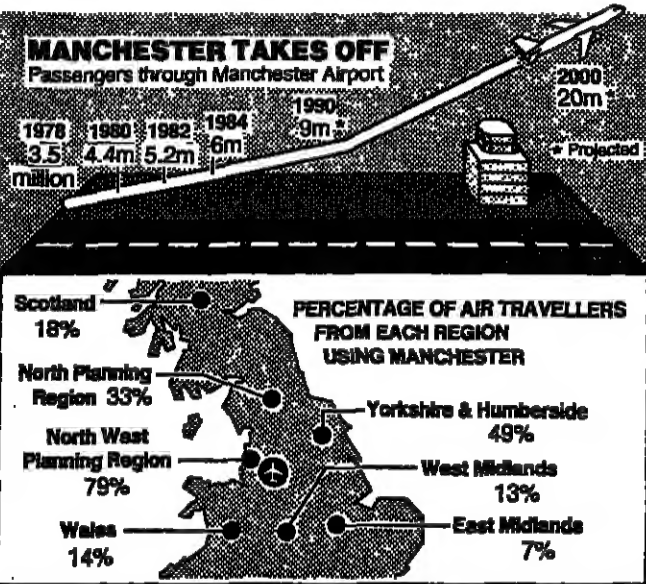 MANCHESTER TAKES OFF
Passengers through Manchester Airport
1978
3.5
million
1980
4.4m
1982
5.2m
1984
6m
1990
9m*
2000
20m*
* Projected
PERCENTAGE OF AIR TRAVELLERS
FROM EACH REGION
USING MANCHESTER
Scotland
18%
North Planning
Region 33%
North West
Planning Region
79%
Wales
14%
Yorkshire & Humberside
49%
West Midlands
13%
East Midlands
7%